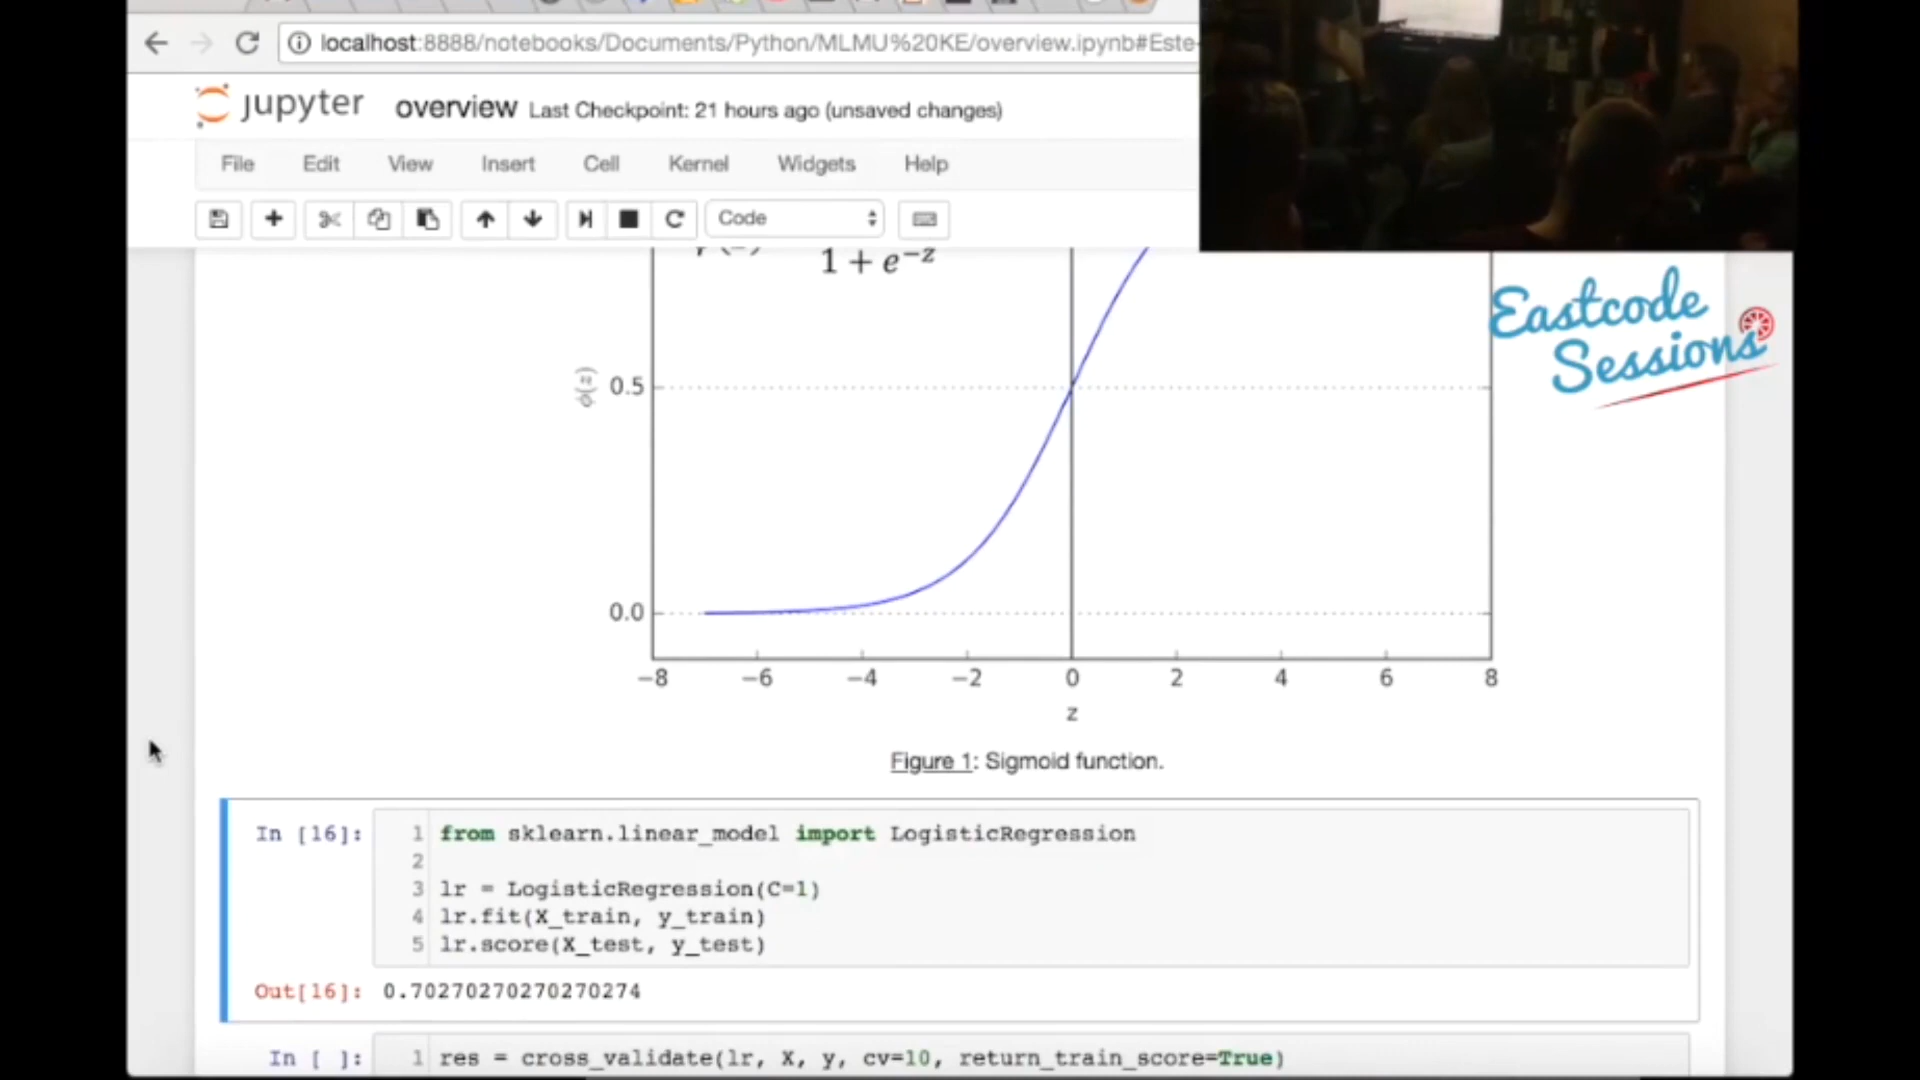 localhost:8888/notebooks/Documents/Python/MLMU%20KE/overview.ipynb#Este-
jupyter overview Last Checkpoint: 21 hours ago (unsaved changes)
File Edit View Insert Cell Kernel Widgets Help
Code
1 + e^−z
Eastcode
Sessions
ϕ(z)
0.5
0.0
−8 −6 −4 −2 0 2 4 6 8
z
Figure 1: Sigmoid function.
In [16]: 1 from sklearn.linear_model import LogisticRegression
2
3 lr = LogisticRegression(C=1)
4 lr.fit(X_train, y_train)
5 lr.score(X_test, y_test)
Out[16]: 0.70270270270270274
In [ ]: 1 res = cross_validate(lr, X, y, cv=10, return_train_score=True)